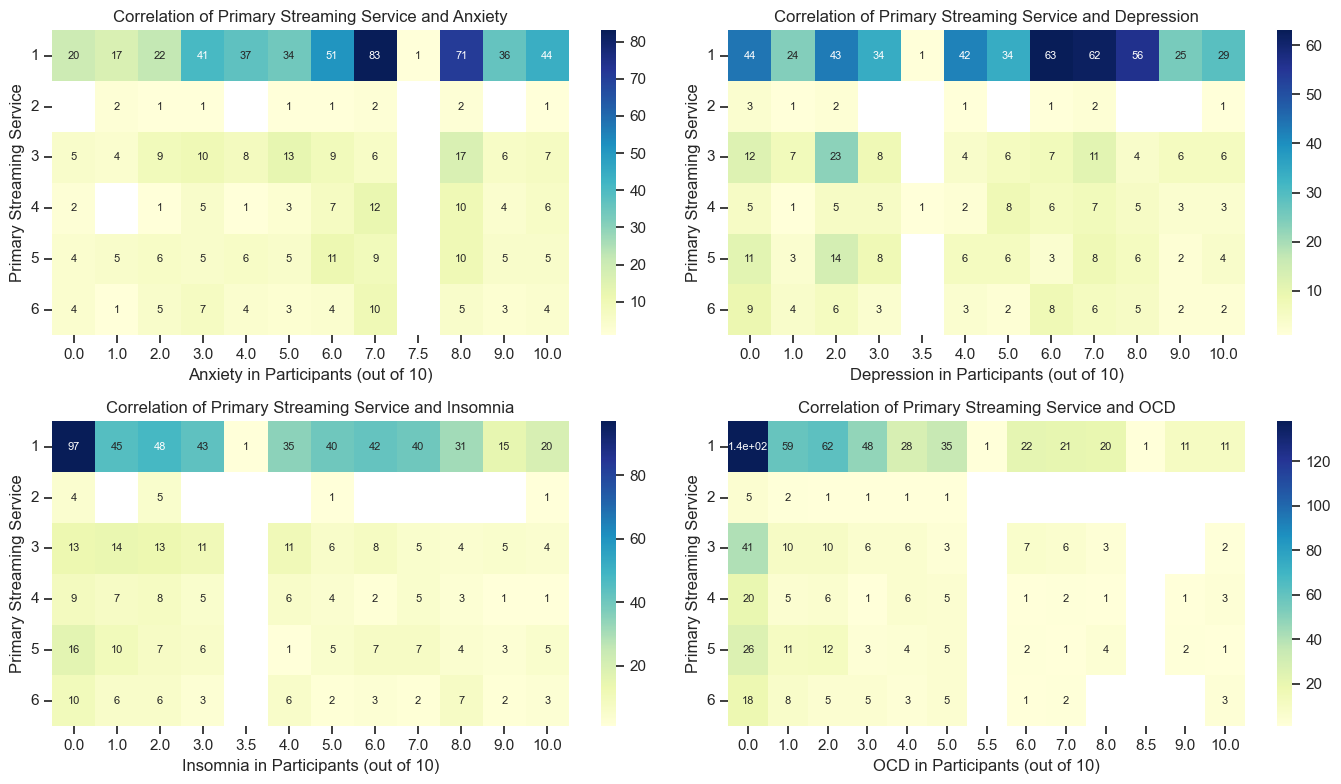 Correlation of Primary Streaming Service and Anxiety
Primary Streaming Service
1 20 17 22 41 37 34 51 83 1 71 36 44
2 2 1 1 1 1 2 2 1
3 5 4 9 10 8 13 9 6 17 6 7
4 2 1 5 1 3 7 12 10 4 6
5 4 5 6 5 6 5 11 9 10 5 5
6 4 1 5 7 4 3 4 10 5 3 4
0.0 1.0 2.0 3.0 4.0 5.0 6.0 7.0 7.5 8.0 9.0 10.0
Anxiety in Participants (out of 10)
80
70
60
50
40
30
20
10
Correlation of Primary Streaming Service and Depression
Primary Streaming Service
1 44 24 43 34 1 42 34 63 62 56 25 29
2 3 1 2 1 1 2 1
3 12 7 23 8 4 6 7 11 4 6 6
4 5 1 5 5 1 2 8 6 7 5 3 3
5 11 3 14 8 6 6 3 8 6 2 4
6 9 4 6 3 3 2 8 6 5 2 2
0.0 1.0 2.0 3.0 3.5 4.0 5.0 6.0 7.0 8.0 9.0 10.0
Depression in Participants (out of 10)
60
50
40
30
20
10
Correlation of Primary Streaming Service and Insomnia
Primary Streaming Service
1 97 45 48 43 1 35 40 42 40 31 15 20
2 4 5 1 1
3 13 14 13 11 11 6 8 5 4 5 4
4 9 7 8 5 6 4 2 5 3 1 1
5 16 10 7 6 1 5 7 7 4 3 5
6 10 6 6 3 6 2 3 2 7 2 3
0.0 1.0 2.0 3.0 3.5 4.0 5.0 6.0 7.0 8.0 9.0 10.0
Insomnia in Participants (out of 10)
80
60
40
20
Correlation of Primary Streaming Service and OCD
Primary Streaming Service
1 1.4e+02 59 62 48 28 35 1 22 21 20 1 11 11
2 5 2 1 1 1 1
3 41 10 10 6 6 3 7 6 3 2
4 20 5 6 1 6 5 1 2 1 1 3
5 26 11 12 3 4 5 2 1 4 2 1
6 18 8 5 5 3 5 1 2 3
0.0 1.0 2.0 3.0 4.0 5.0 5.5 6.0 7.0 8.0 8.5 9.0 10.0
OCD in Participants (out of 10)
120
100
80
60
40
20